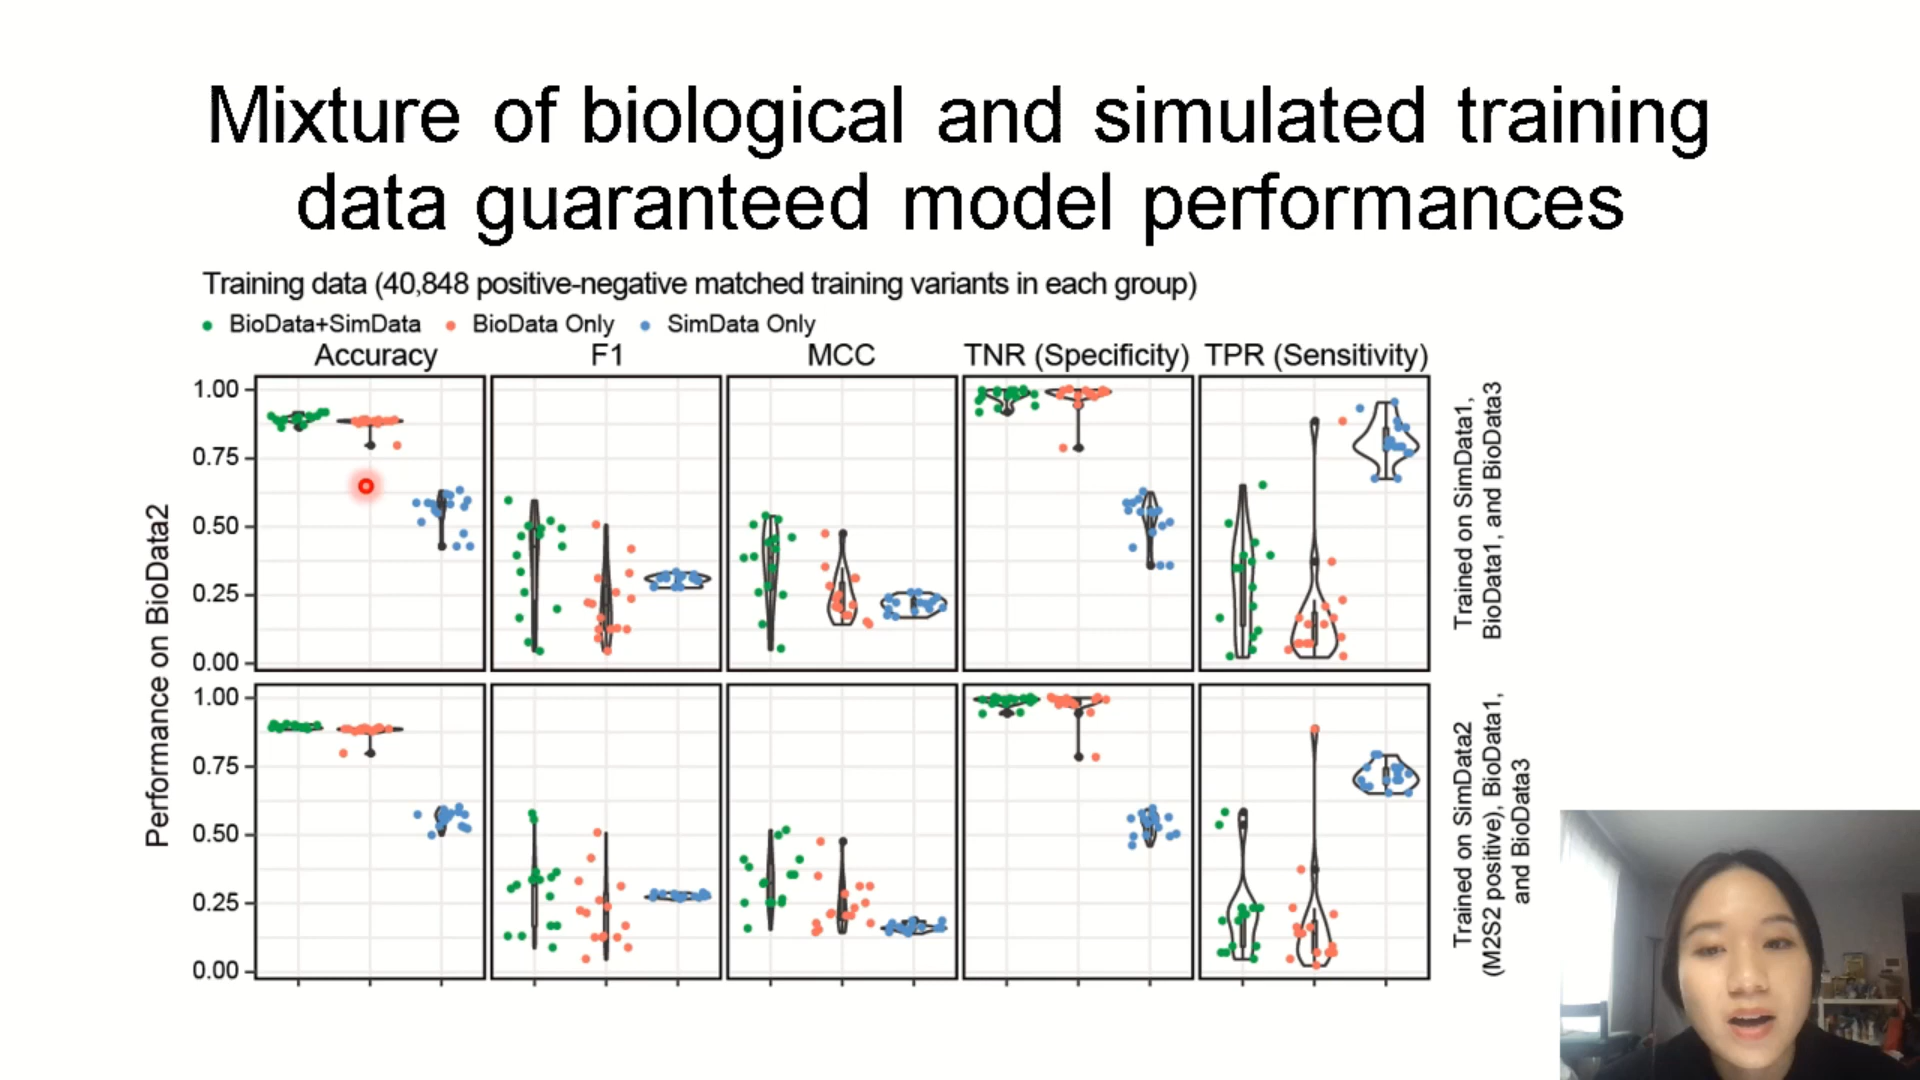 Mixture of biological and simulated training
data guaranteed model performances
Training data (40,848 positive-negative matched training variants in each group)
BioData+SimData BioData Only SimData Only
Accuracy F1 MCC TNR (Specificity) TPR (Sensitivity)
Performance on BioData2
1.00
0.75
0.50
0.25
0.00
Trained on SimData1,
BioData1, and BioData3
1.00
0.75
0.50
0.25
0.00
Trained on SimData2
(M2S2 positive), BioData1,
and BioData3